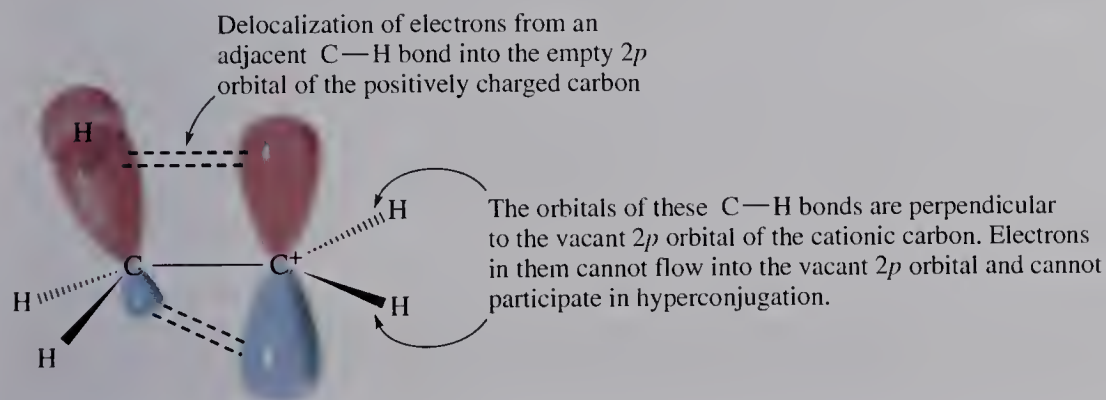 Delocalization of electrons from an
adjacent C—H bond into the empty 2p
orbital of the positively charged carbon
H
H
C
C+
H
H
H
The orbitals of these C—H bonds are perpendicular
to the vacant 2p orbital of the cationic carbon. Electrons
in them cannot flow into the vacant 2p orbital and cannot
participate in hyperconjugation.